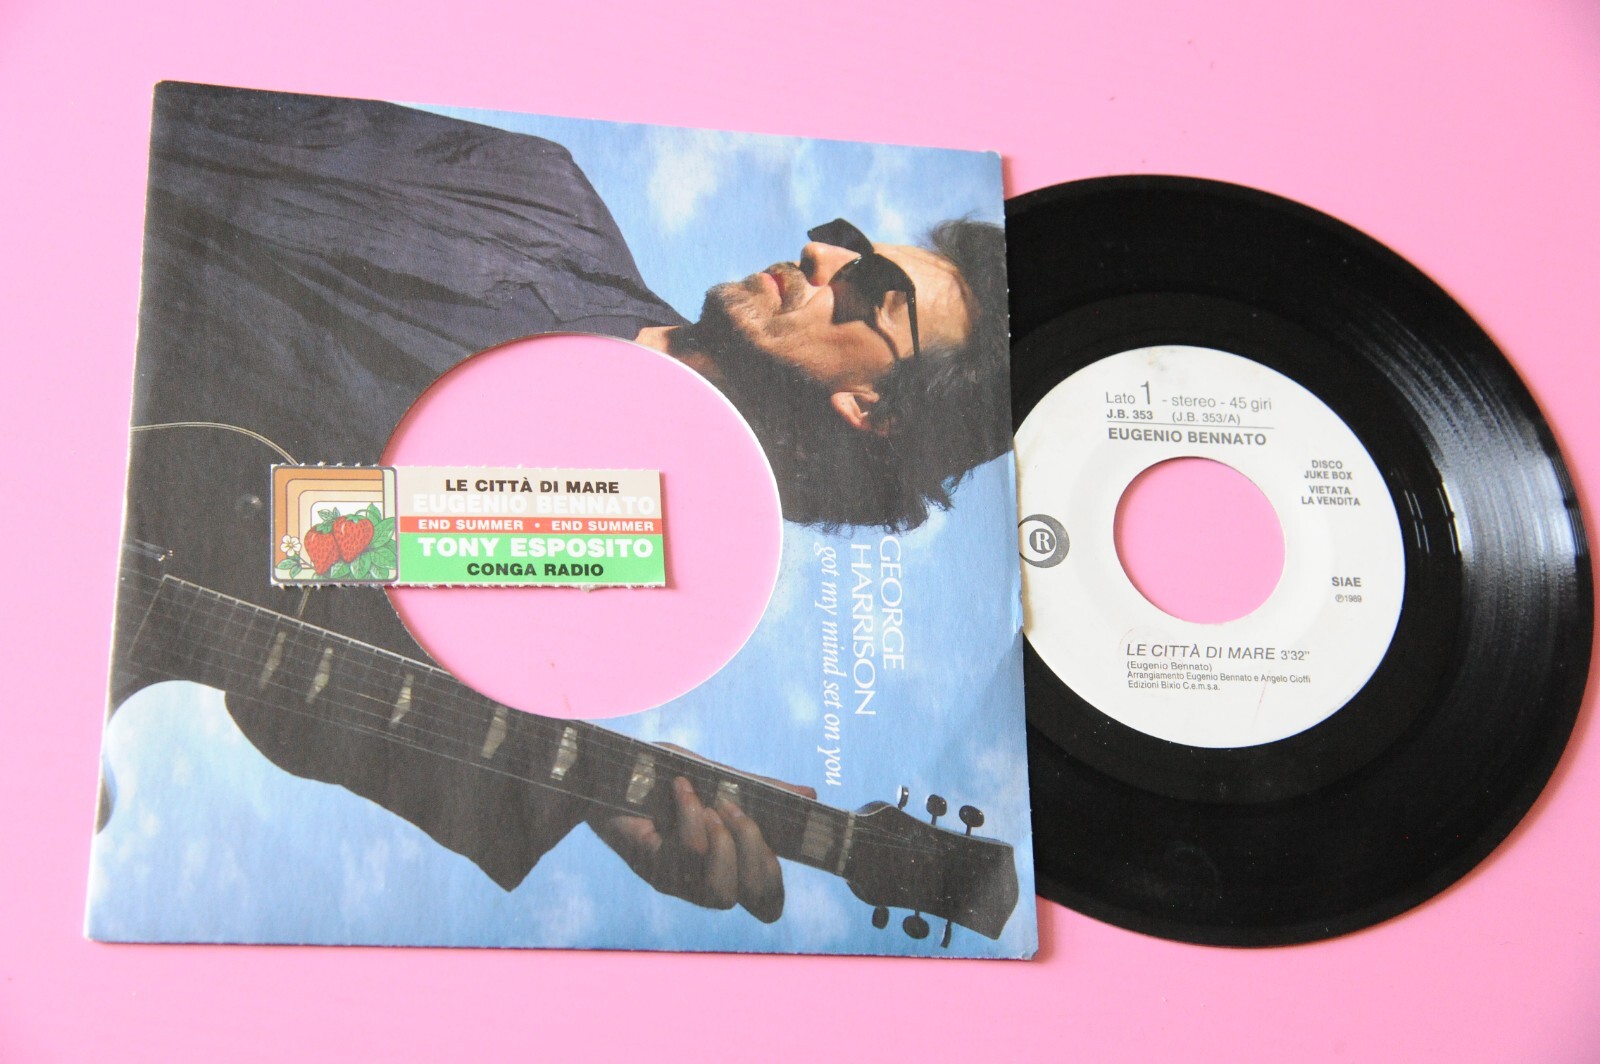 LE CITTÀ DI MARE
EUGENIO BENNATO
END SUMMER • END SUMMER
TONY ESPOSITO
CONGA RADIO
GEORGE
HARRISON
got my mind set on you
Lato 1 - stereo - 45 giri
J.B. 353 (J.B. 353/A)
EUGENIO BENNATO
DISCO
JUKE BOX
VIETATA
LA VENDITA
R
SIAE
℗1989
LE CITTÀ DI MARE 3'32"
(Eugenio Bennato)
Arrangiamento Eugenio Bennato e Angelo Cioffi
Edizioni Bixio C.e.m.s.a.